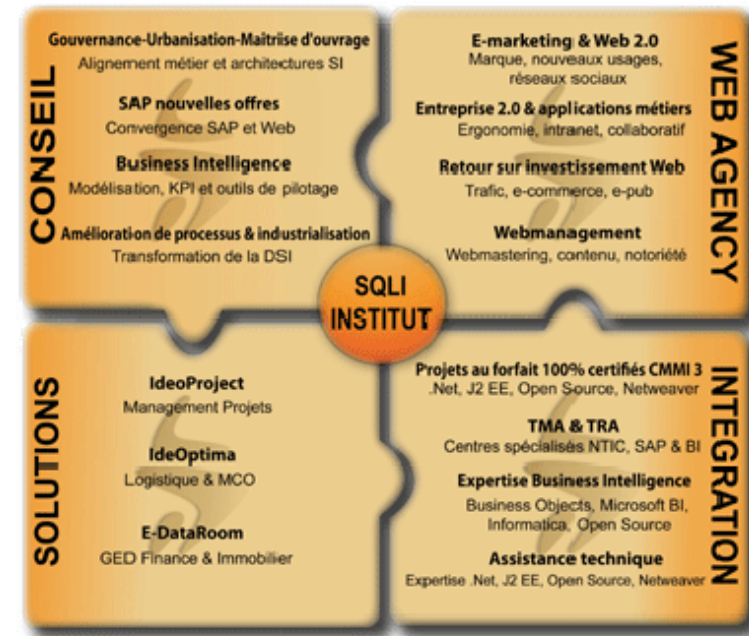 CONSEIL
Gouvernance-Urbanisation-Maîtriise d'ouvrage
Alignement métier et architectures SI
SAP nouvelles offres
Convergence SAP et Web
Business Intelligence
Modélisation, KPI et outils de pilotage
Amélioration de processus & industrialisation
Transformation de la DSI
WEB AGENCY
E-marketing & Web 2.0
Marque, nouveaux usages,
réseaux sociaux
Entreprise 2.0 & applications métiers
Ergonomie, intranet, collaboratif
Retour sur investissement Web
Trafic, e-commerce, e-pub
Webmanagement
Webmastering, contenu, notoriété
SQLI
INSTITUT
SOLUTIONS
IdeoProject
Management Projets
IdeOptima
Logistique & MCO
E-DataRoom
GED Finance & Immobilier
INTEGRATION
Projets au forfait 100% certifiés CMMI 3
.Net, J2 EE, Open Source, Netweaver
TMA & TRA
Centres spécialisés NTIC, SAP & BI
Expertise Business Intelligence
Business Objects, Microsoft BI,
Informatica, Open Source
Assistance technique
Expertise .Net, J2 EE, Open Source, Netweaver